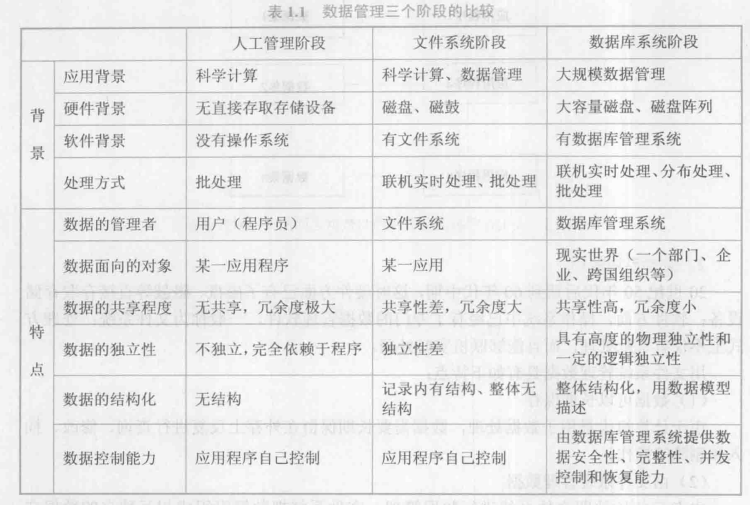 表 1.1 数据管理三个阶段的比较
人工管理阶段 文件系统阶段 数据库系统阶段
背景
应用背景 科学计算 科学计算、数据管理 大规模数据管理
硬件背景 无直接存取存储设备 磁盘、磁鼓 大容量磁盘、磁盘阵列
软件背景 没有操作系统 有文件系统 有数据库管理系统
处理方式 批处理 联机实时处理、批处理 联机实时处理、分布处理、
批处理
特点
数据的管理者 用户（程序员） 文件系统 数据库管理系统
数据面向的对象 某一应用程序 某一应用 现实世界（一个部门、企
业、跨国组织等）
数据的共享程度 无共享，冗余度极大 共享性差，冗余度大 共享性高，冗余度小
数据的独立性 不独立，完全依赖于程序 独立性差 具有高度的物理独立性和
一定的逻辑独立性
数据的结构化 无结构 记录内有结构、整体无
结构 整体结构化，用数据模型
描述
数据控制能力 应用程序自己控制 应用程序自己控制 由数据库管理系统提供数
据安全性、完整性、并发
控制和恢复能力